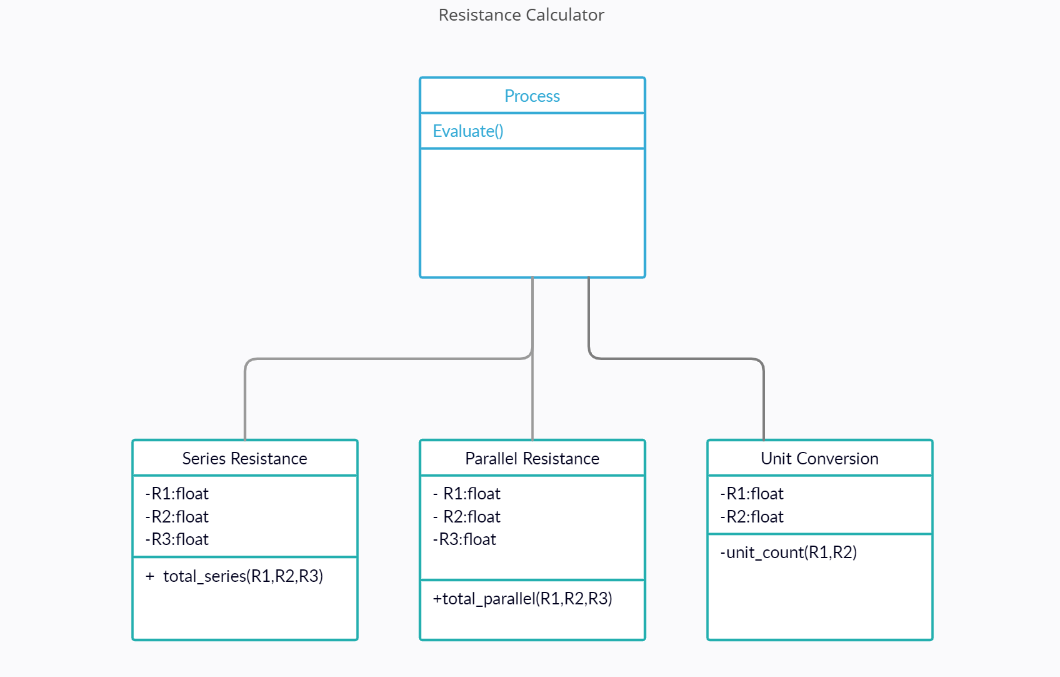 Resistance Calculator
Process
Evaluate()
Series Resistance
-R1:float
-R2:float
-R3:float
+ total_series(R1,R2,R3)
Parallel Resistance
- R1:float
- R2:float
-R3:float
+total_parallel(R1,R2,R3)
Unit Conversion
-R1:float
-R2:float
-unit_count(R1,R2)